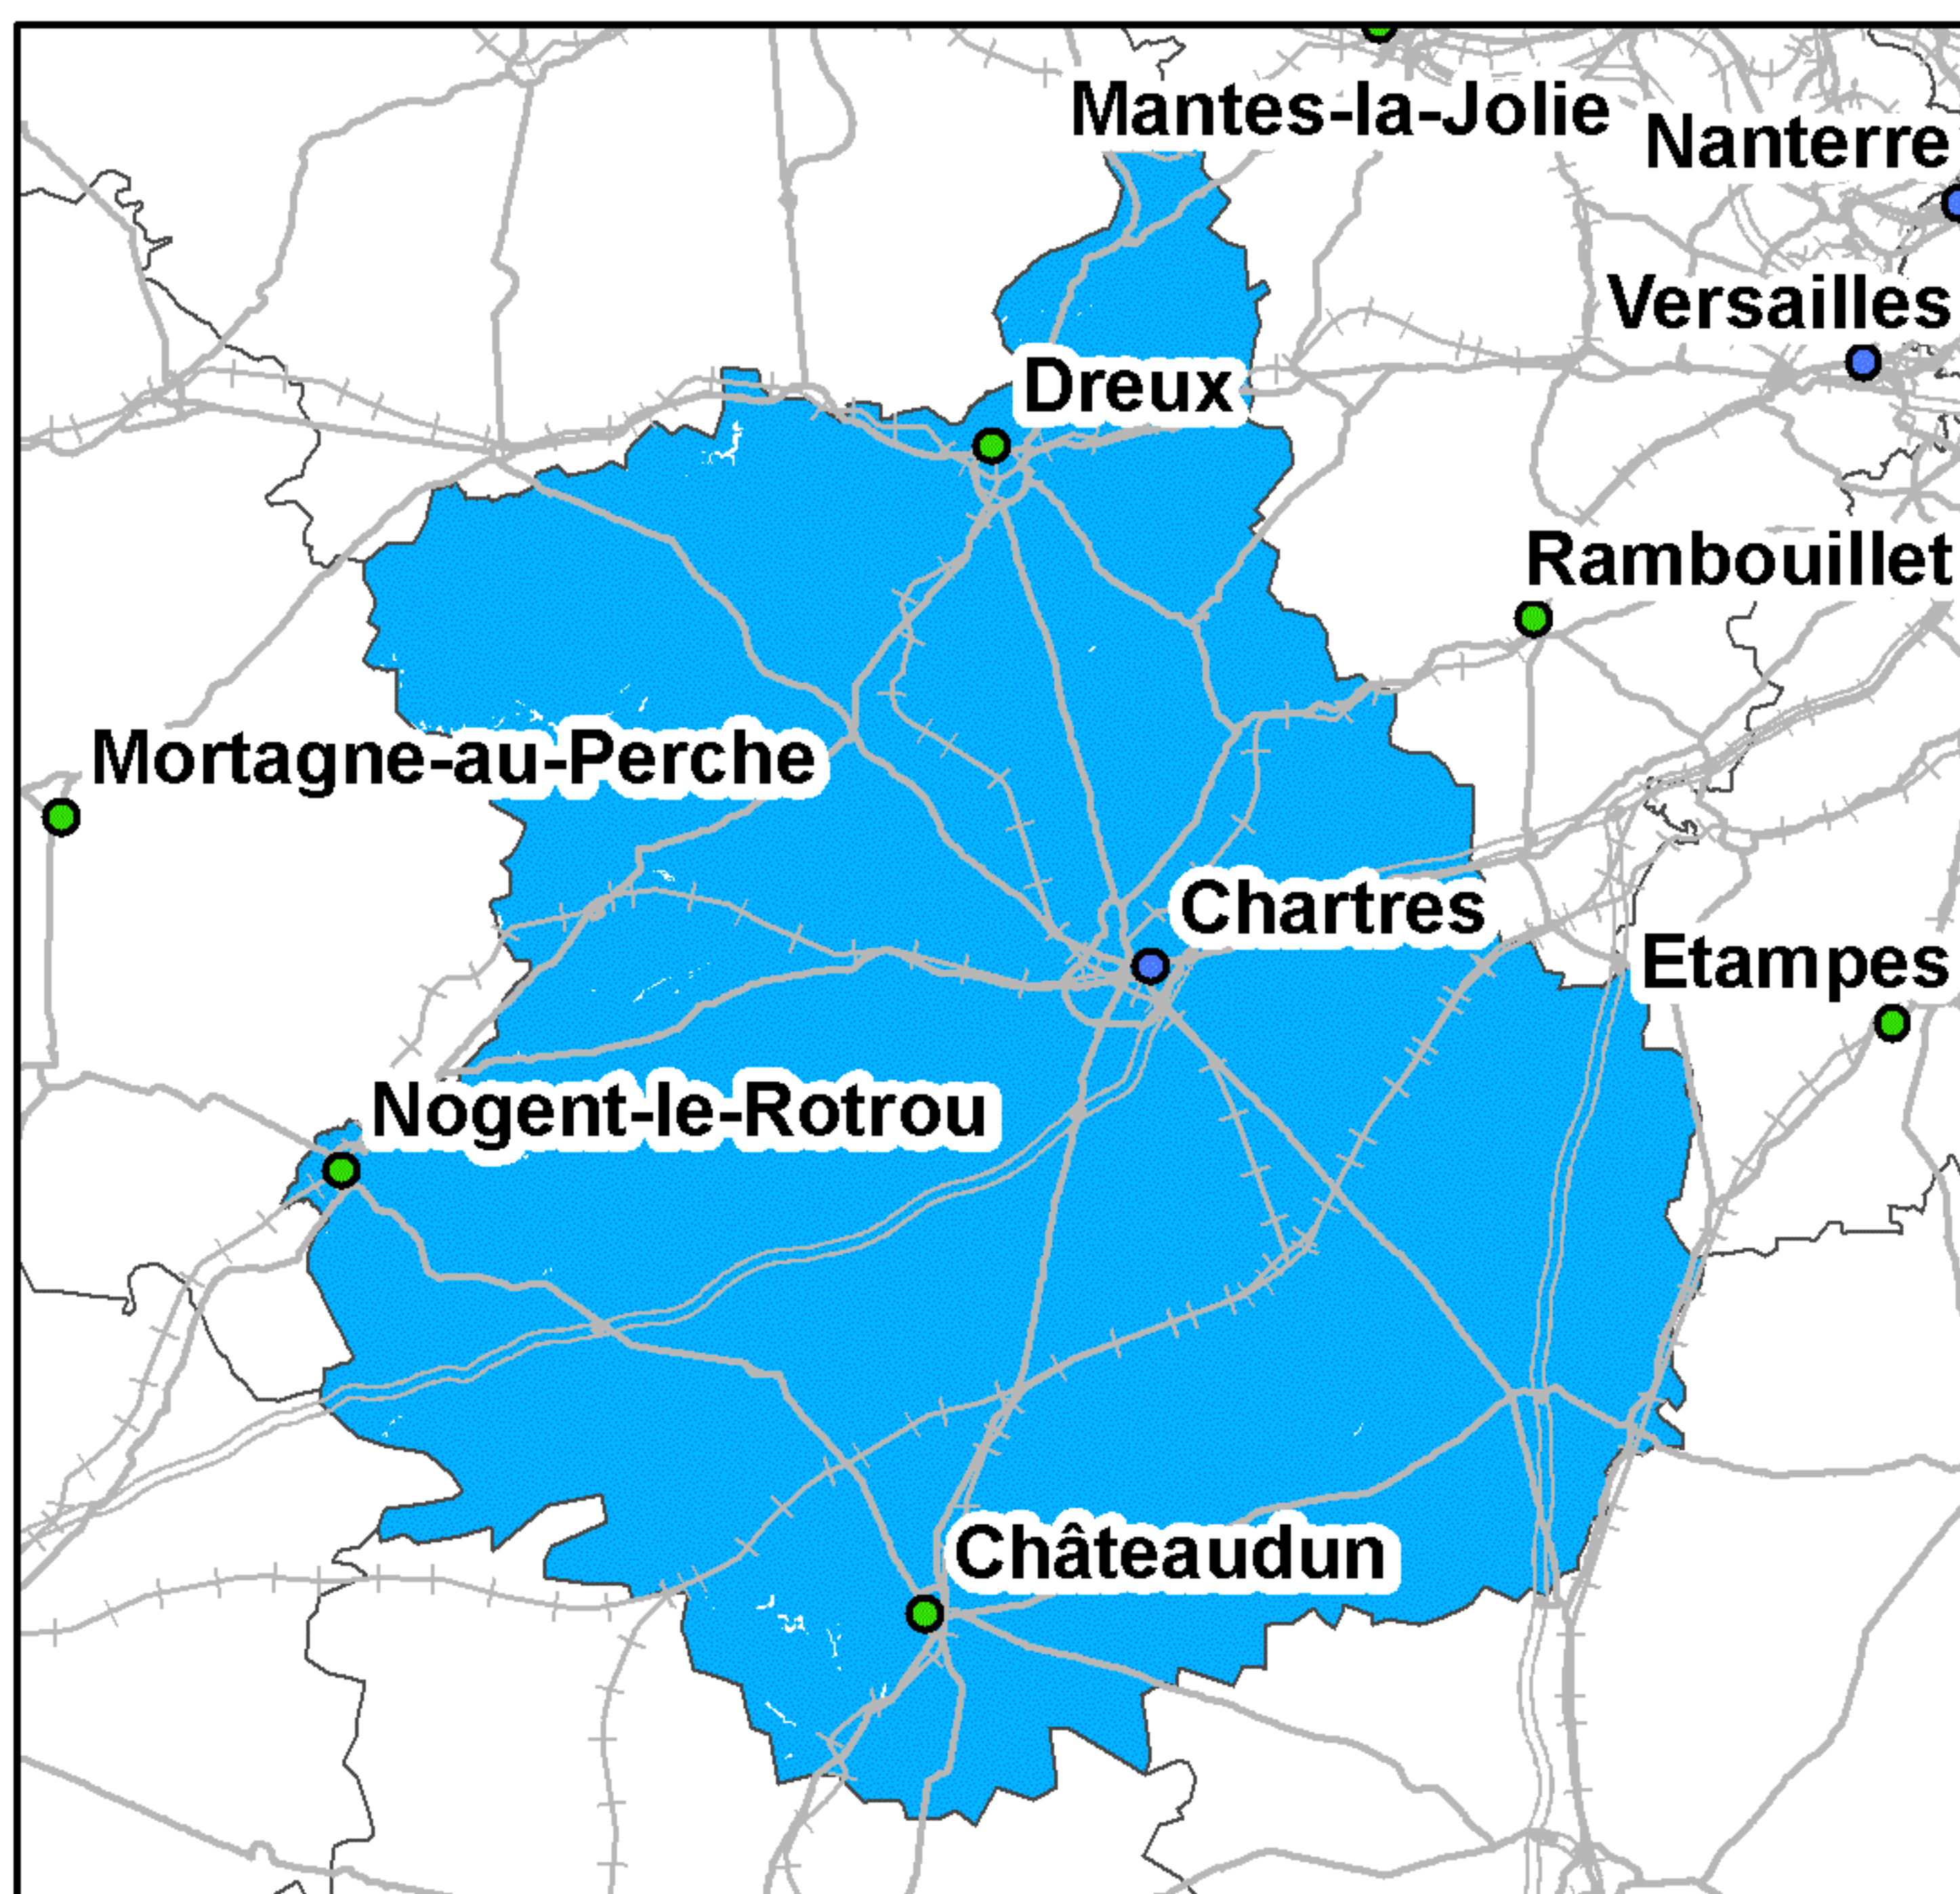 Mantes-la-Jolie
Nanterre
Versailles
Dreux
Rambouillet
Mortagne-au-Perche
Chartres
Etampes
Nogent-le-Rotrou
Châteaudun